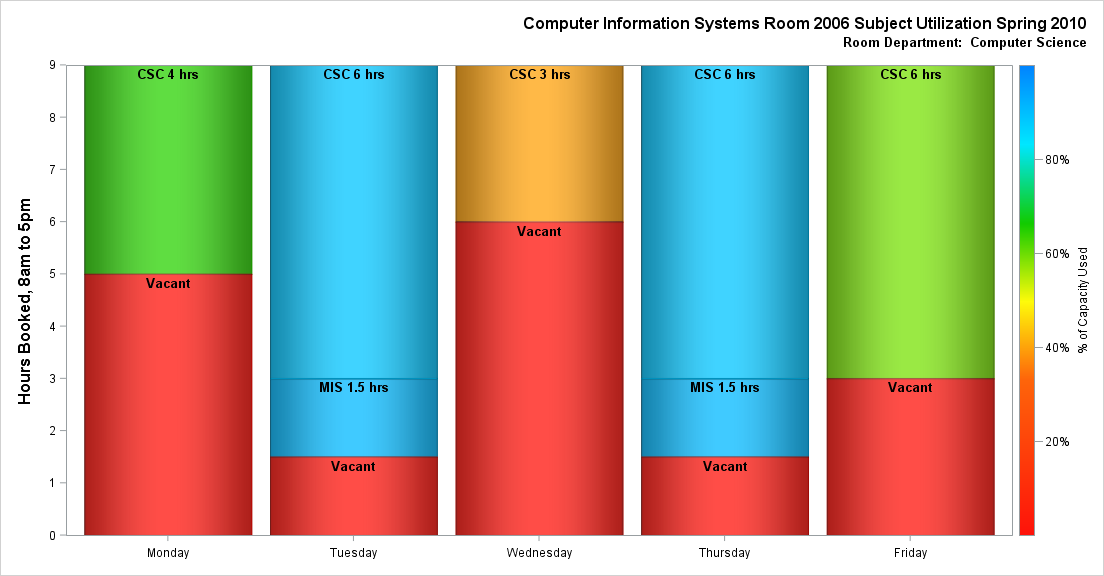 Computer Information Systems Room 2006 Subject Utilization Spring 2010
Room Department: Computer Science
Hours Booked, 8am to 5pm
9
8
7
6
5
4
3
2
1
0
CSC 4 hrs
Vacant
CSC 6 hrs
MIS 1.5 hrs
Vacant
CSC 3 hrs
Vacant
CSC 6 hrs
MIS 1.5 hrs
Vacant
CSC 6 hrs
Vacant
Monday
Tuesday
Wednesday
Thursday
Friday
80%
60%
40%
20%
% of Capacity Used